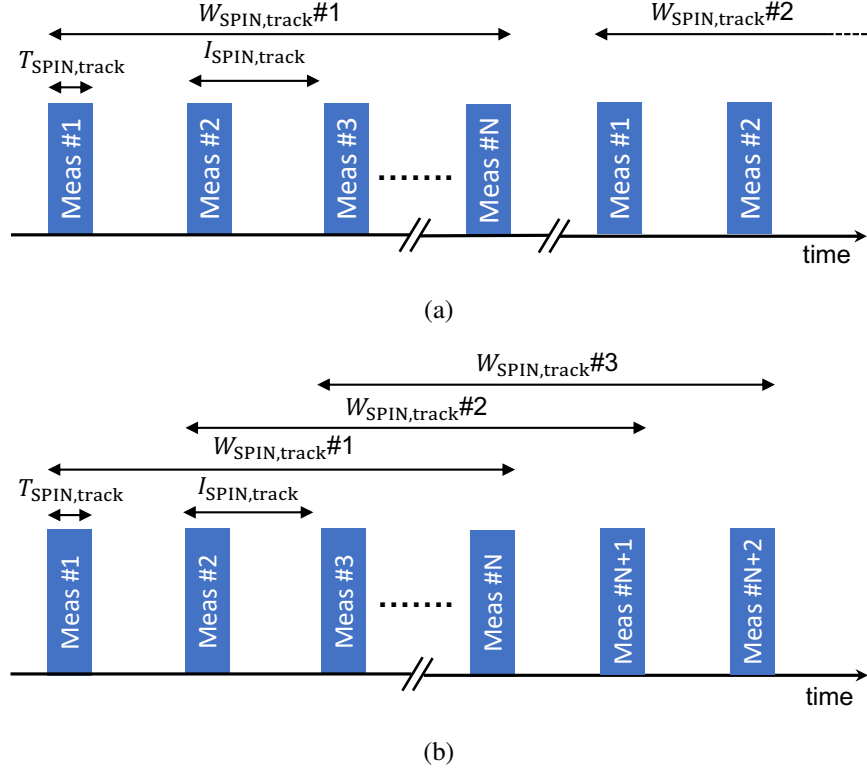 W_SPIN,track#1
W_SPIN,track#2
I_SPIN,track
T_SPIN,track
Meas #1
Meas #2
Meas #3
.......
Meas #N
Meas #1
Meas #2
time
(a)
W_SPIN,track#3
W_SPIN,track#2
W_SPIN,track#1
T_SPIN,track
I_SPIN,track
Meas #1
Meas #2
Meas #3
.......
Meas #N
Meas #N+1
Meas #N+2
time
(b)